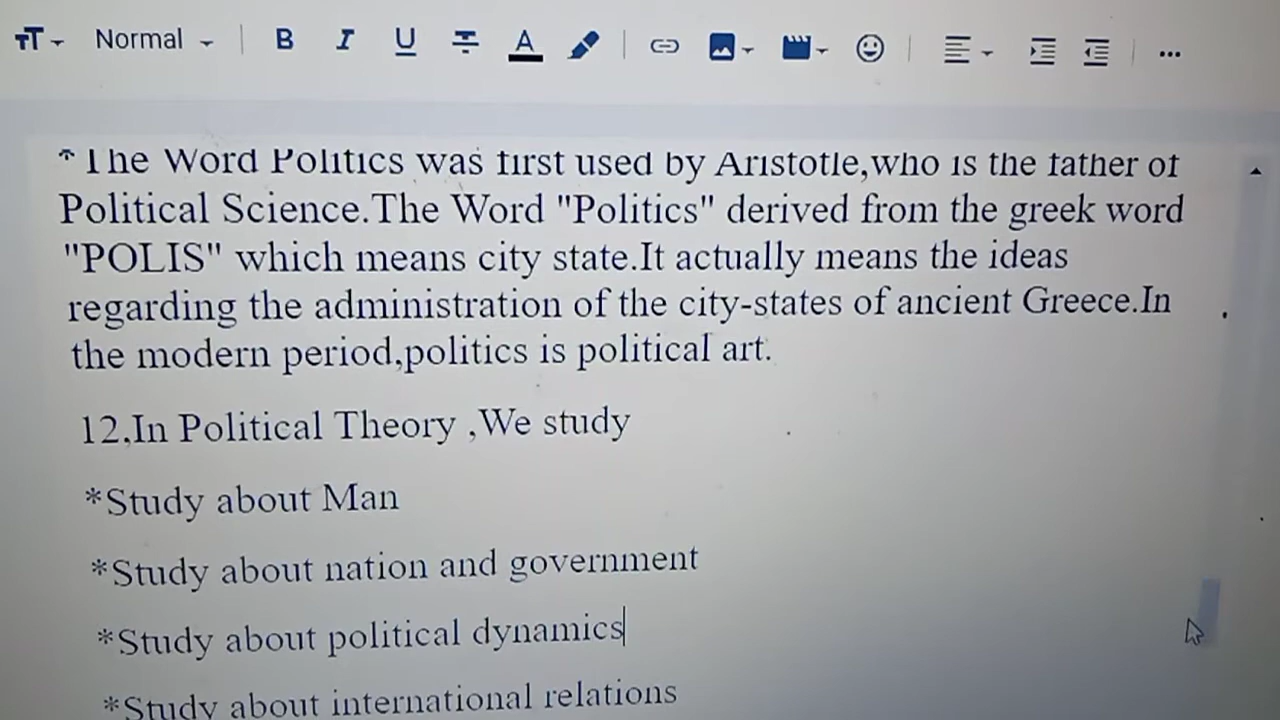 Normal
B I U A
* The Word Politics was first used by Aristotle,who is the father of
Political Science.The Word "Politics" derived from the greek word
"POLIS" which means city state.It actually means the ideas
regarding the administration of the city-states of ancient Greece.In
the modern period,politics is political art.
12,In Political Theory ,We study
*Study about Man
*Study about nation and government
*Study about political dynamics
*Study about international relations